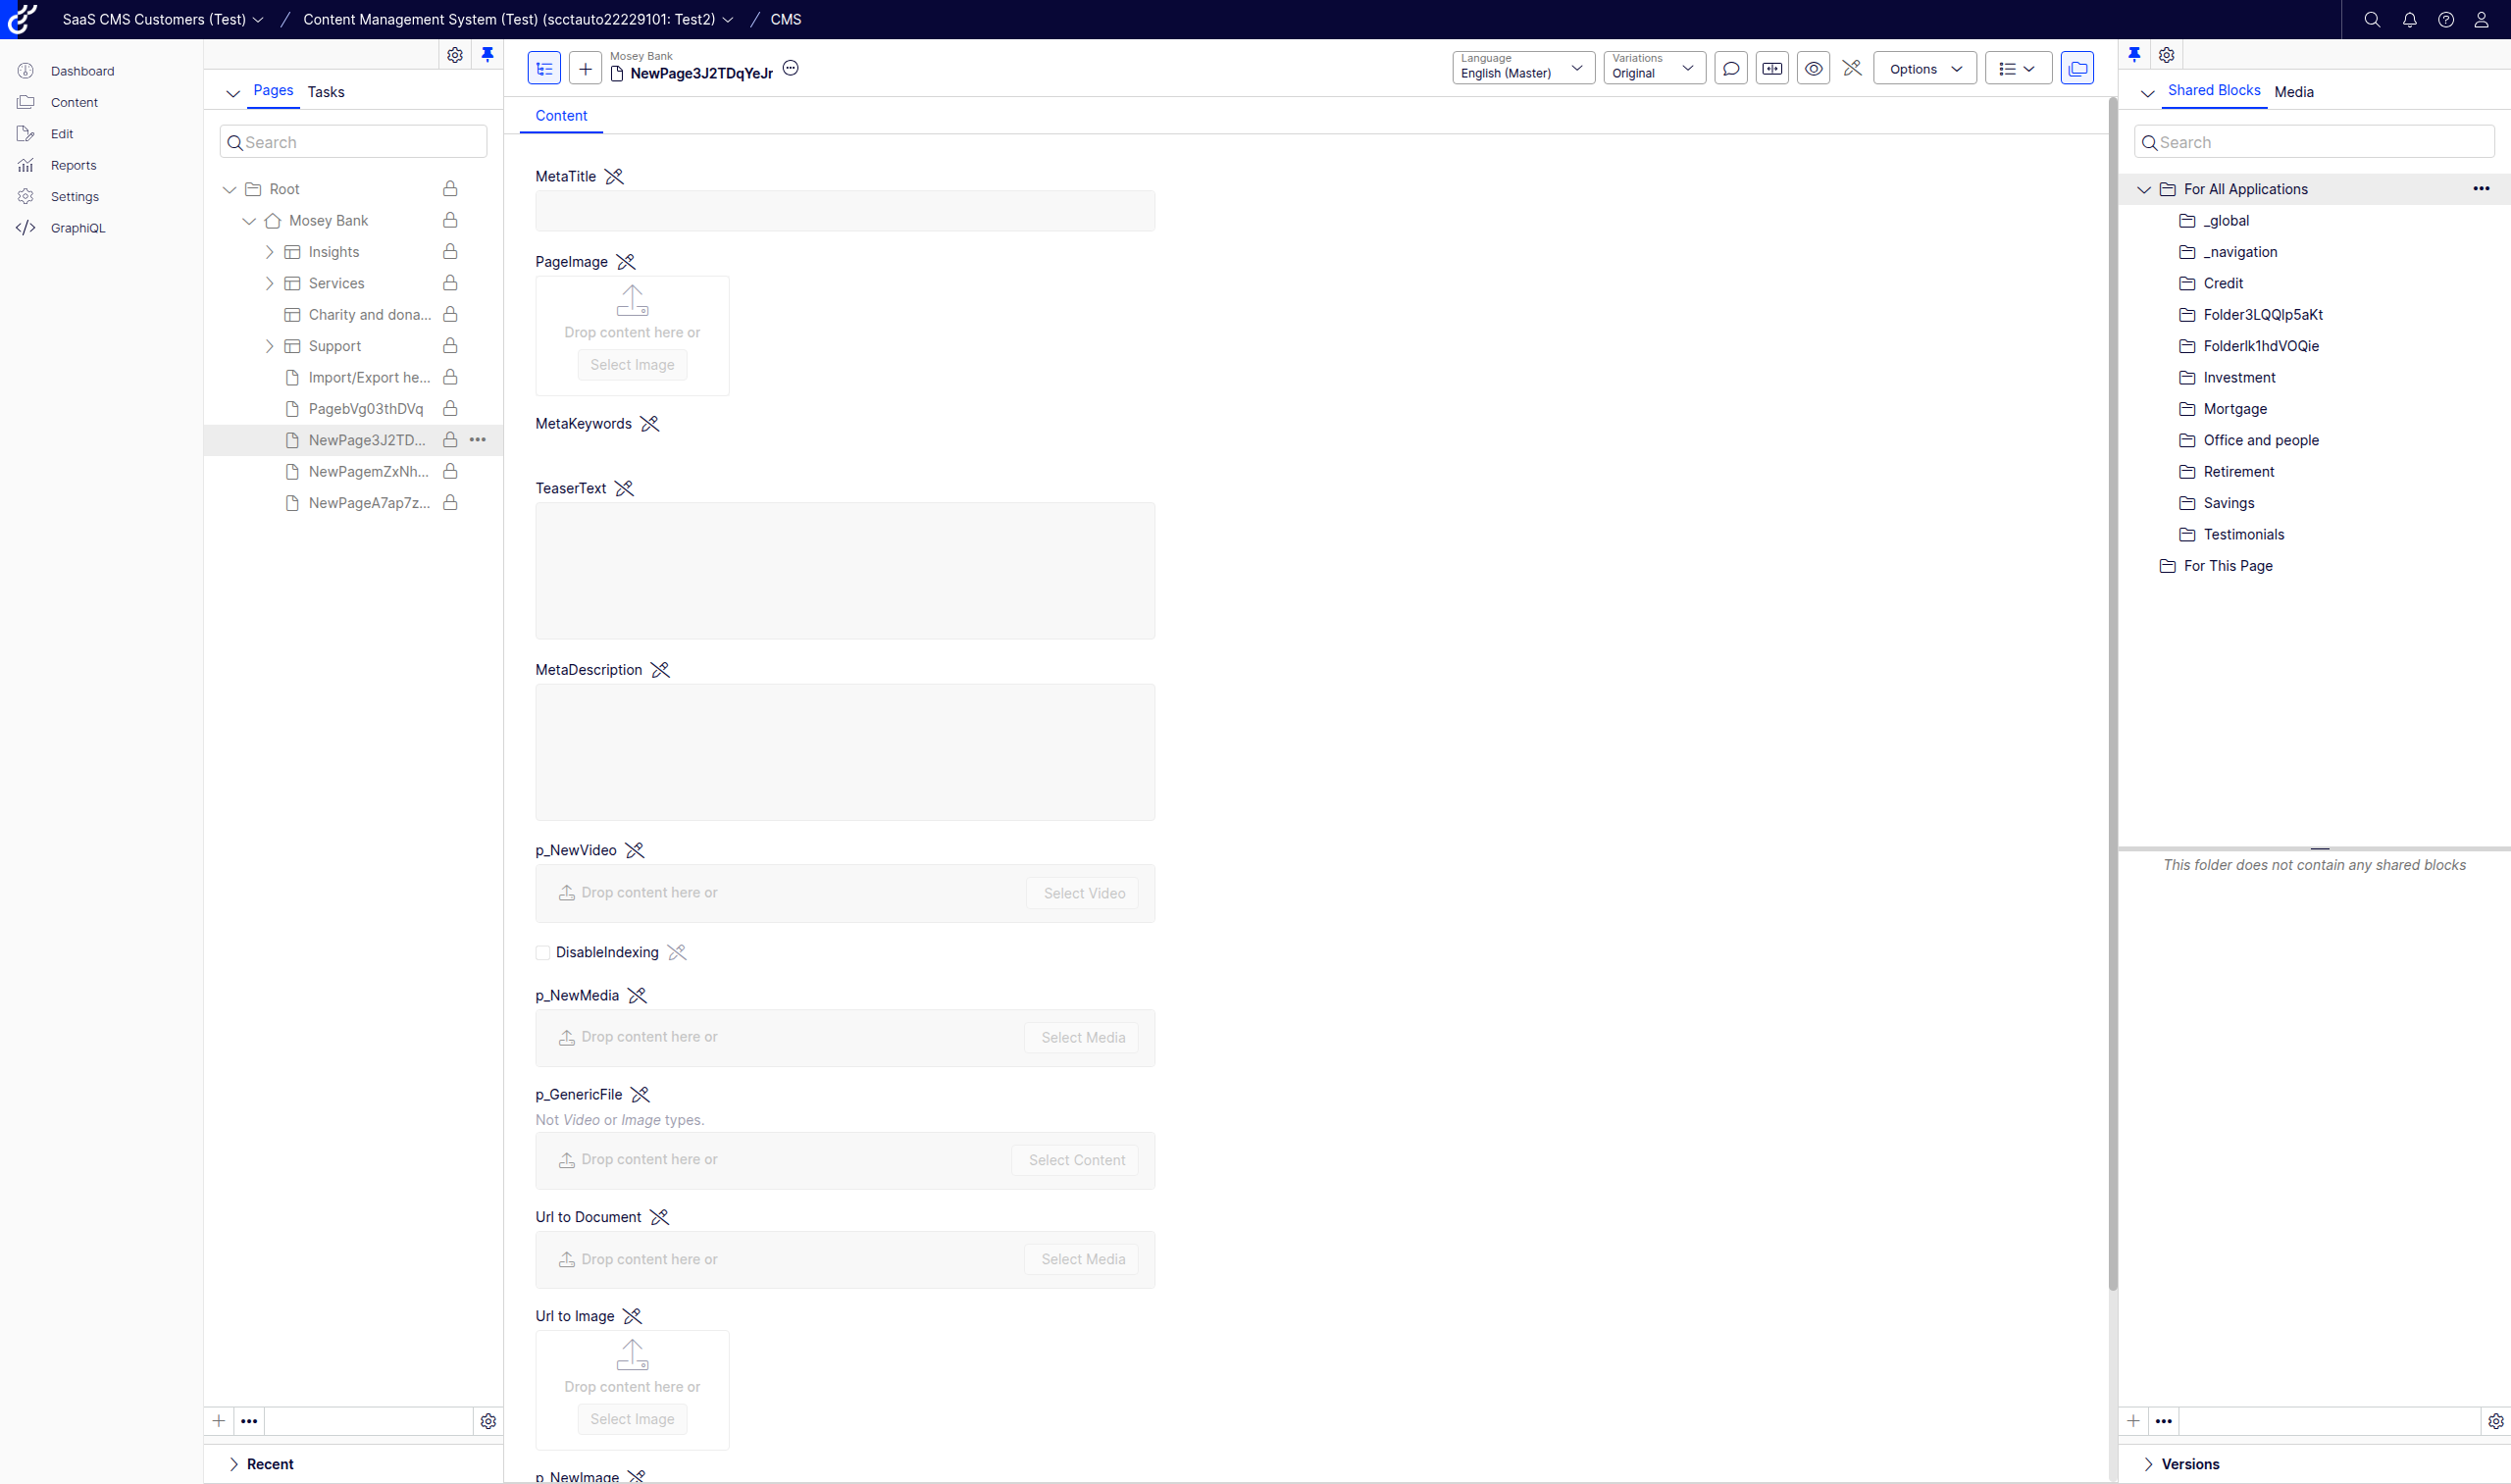 SaaS CMS Customers (Test) / Content Management System (Test) (scctauto22229101: Test2) / CMS
Dashboard
Content
Edit
Reports
Settings
GraphiQL
Pages Tasks
Search
Root
Mosey Bank
Insights
Services
Charity and dona...
Support
Import/Export he...
PagebVg03thDVq
NewPage3J2TD...
NewPagemZxNh...
NewPageA7ap7z...
Recent
Mosey Bank
NewPage3J2TDqYeJr
Language
English (Master)
Variations
Original
Options
Content
MetaTitle
PageImage
Drop content here or
Select Image
MetaKeywords
TeaserText
MetaDescription
p_NewVideo
Drop content here or Select Video
DisableIndexing
p_NewMedia
Drop content here or Select Media
p_GenericFile
Not Video or Image types.
Drop content here or Select Content
Url to Document
Drop content here or Select Media
Url to Image
Drop content here or
Select Image
p_NewImage
Shared Blocks Media
Search
For All Applications
_global
_navigation
Credit
Folder3LQQlp5aKt
Folderlk1hdVOQie
Investment
Mortgage
Office and people
Retirement
Savings
Testimonials
For This Page
This folder does not contain any shared blocks
Versions